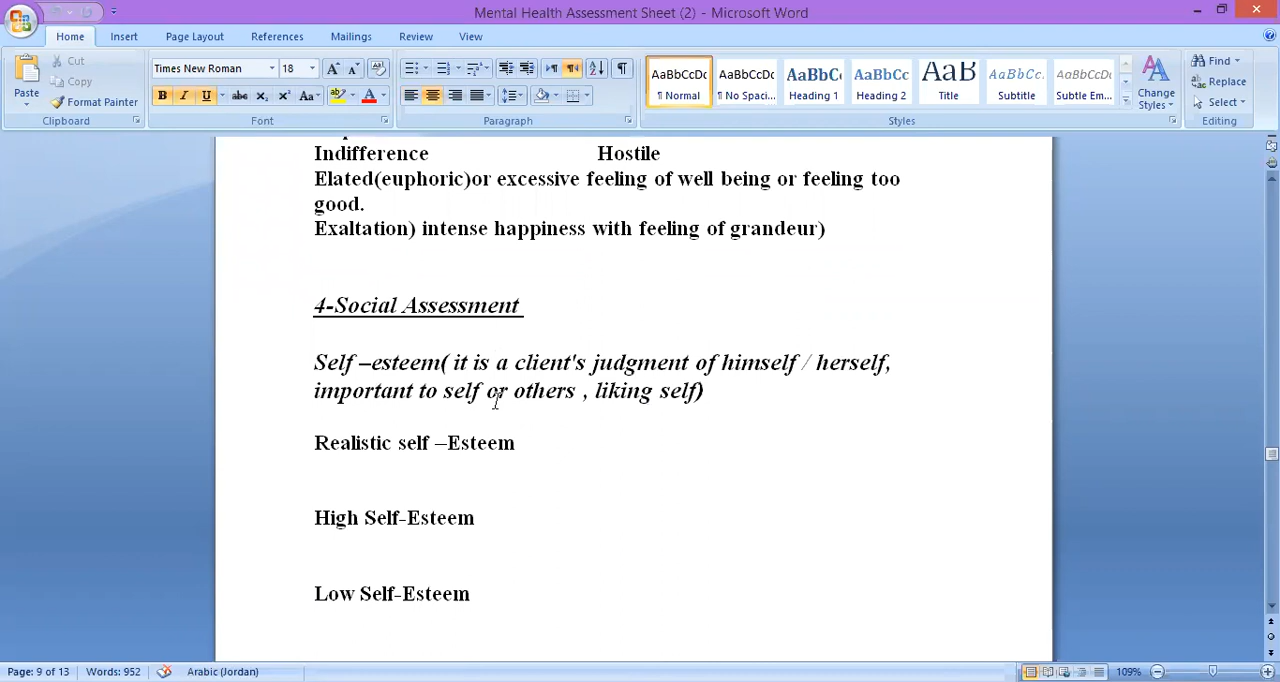 Mental Health Assessment Sheet (2) - Microsoft Word
Home Insert Page Layout References Mailings Review View
Paste Cut Copy Format Painter Clipboard
Times New Roman 18 B I U abc X₂ X² Aa Font
Paragraph
AaBbCcDc ¶ Normal AaBbCcDc ¶ No Spaci... AaBbC Heading 1 AaBbCc Heading 2 AaB Title AaBbCc. Subtitle AaBbCcDc Subtle Em... Change Styles Styles
Find Replace Select Editing
Indifference Hostile
Elated(euphoric)or excessive feeling of well being or feeling too
good.
Exaltation) intense happiness with feeling of grandeur)
4-Social Assessment
Self –esteem( it is a client's judgment of himself / herself,
important to self or others , liking self)
Realistic self –Esteem
High Self-Esteem
Low Self-Esteem
Page: 9 of 13 Words: 952 Arabic (Jordan) 109%